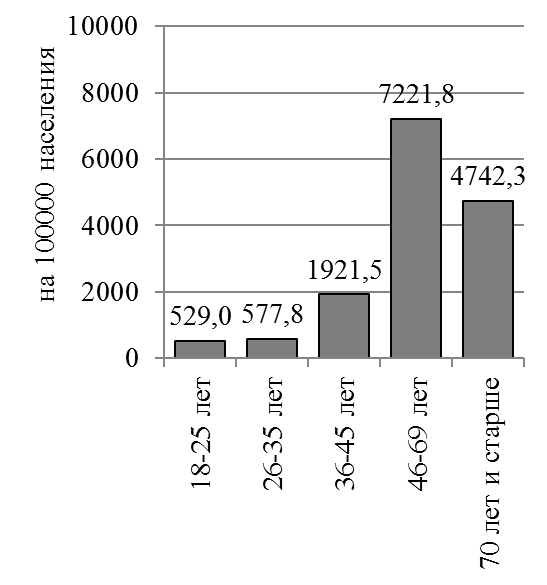 на 100000 населения
10000
8000
6000
4000
2000
0
529,0
577,8
1921,5
7221,8
4742,3
18-25 лет
26-35 лет
36-45 лет
46-69 лет
70 лет и старше